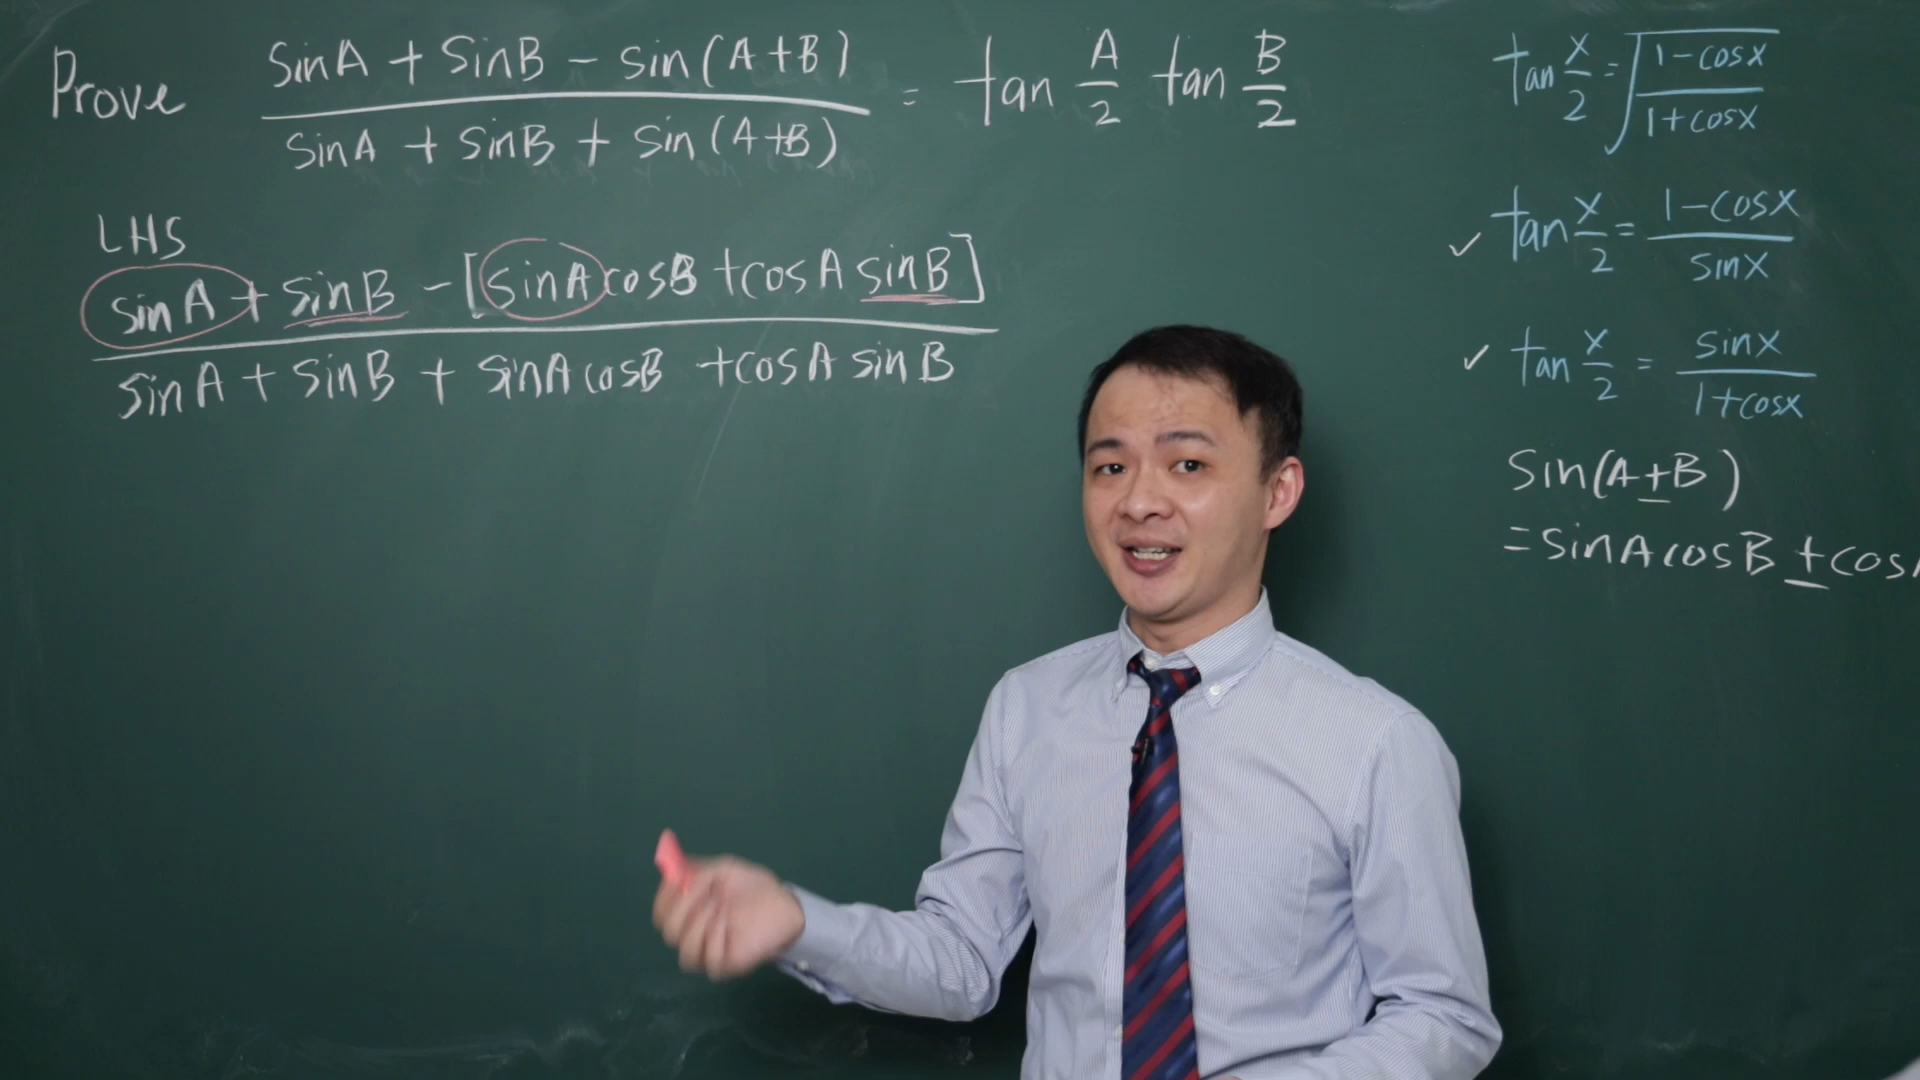 Prove (sinA + sinB - sin(A+B))/(sinA + sinB + sin(A+B)) = tan A/2 tan B/2
LHS
(sinA + sinB - [sinAcosB + cosA sinB])/(sinA + sinB + sinAcosB + cosA sinB)
tan x/2 = √((1-cosx)/(1+cosx))
✓ tan x/2 = (1-cosx)/(sinx)
✓ tan x/2 = (sinx)/(1+cosx)
Sin(A+B)
= sinAcosB + cos